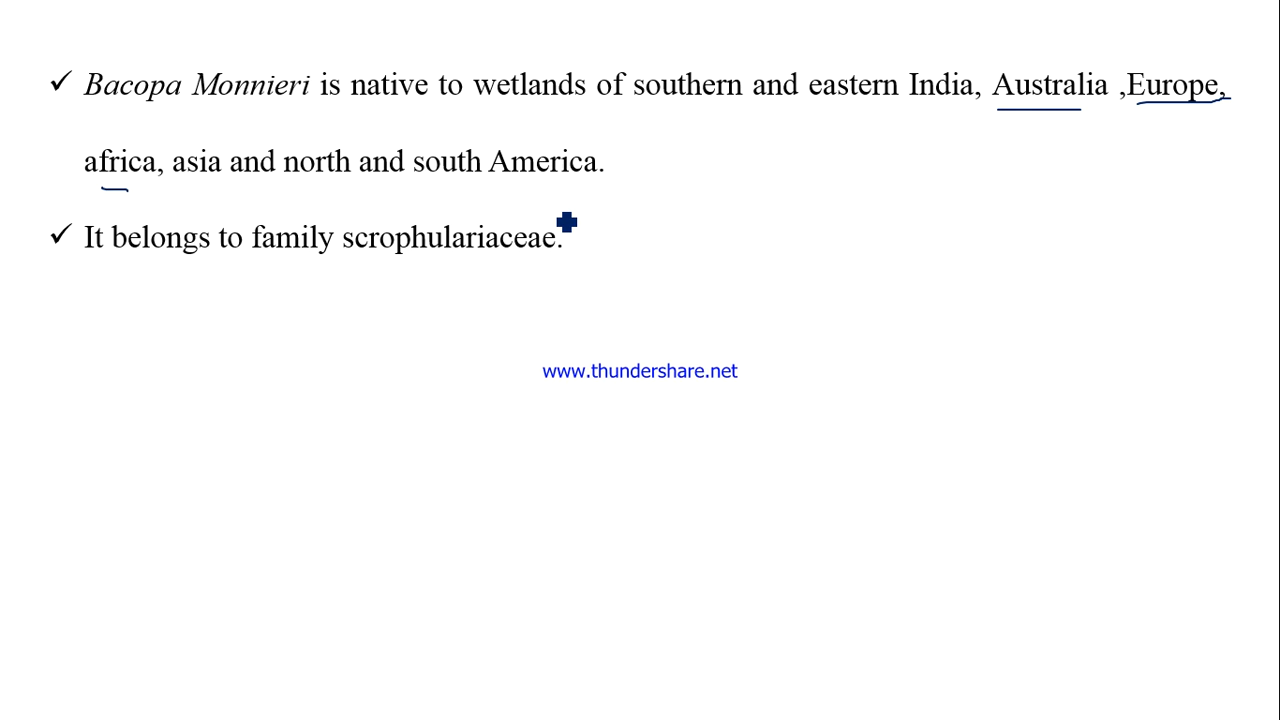 ✓ Bacopa Monnieri is native to wetlands of southern and eastern India, Australia ,Europe,
africa, asia and north and south America.
✓ It belongs to family scrophulariaceae.
www.thundershare.net